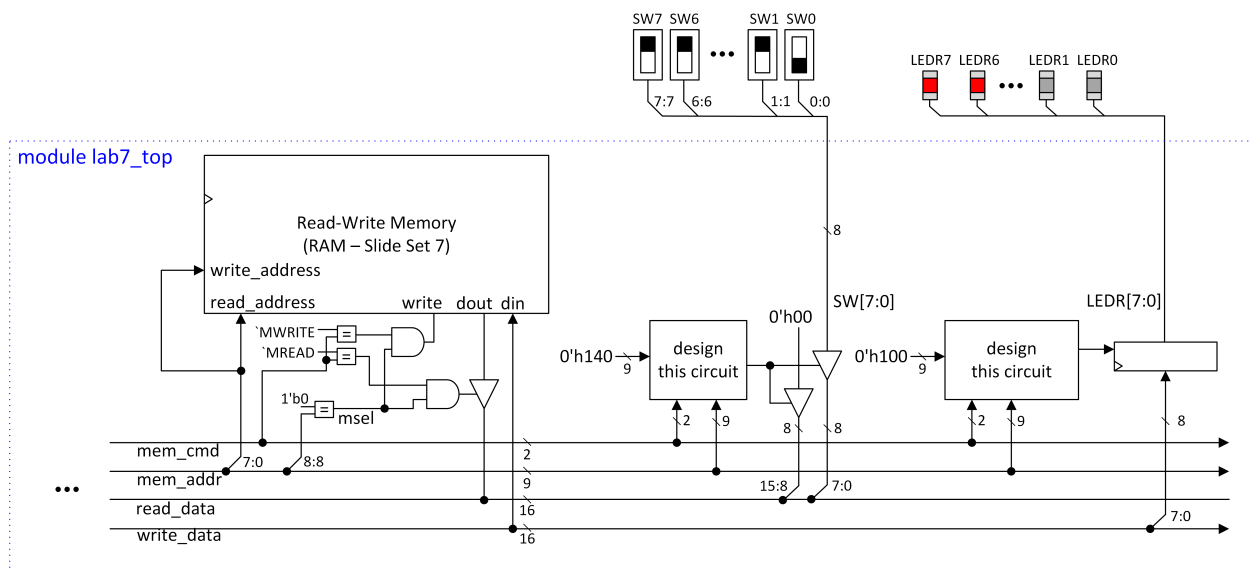 SW7 SW6 ••• SW1 SW0
LEDR7 LEDR6 ••• LEDR1 LEDR0
7:7 6:6 1:1 0:0
module lab7_top
Read-Write Memory
(RAM – Slide Set 7)
8
write_address
read_address write dout din
SW[7:0]
LEDR[7:0]
0'h00
`MWRITE =
`MREAD =
0'h140 9
design
this circuit
0'h100 9
design
this circuit
1'b0 =
msel
2 9
8 8
2 9
8
mem_cmd
2
7:0 8:8
mem_addr
9
•••
15:8 7:0
read_data
16
7:0
write_data
16